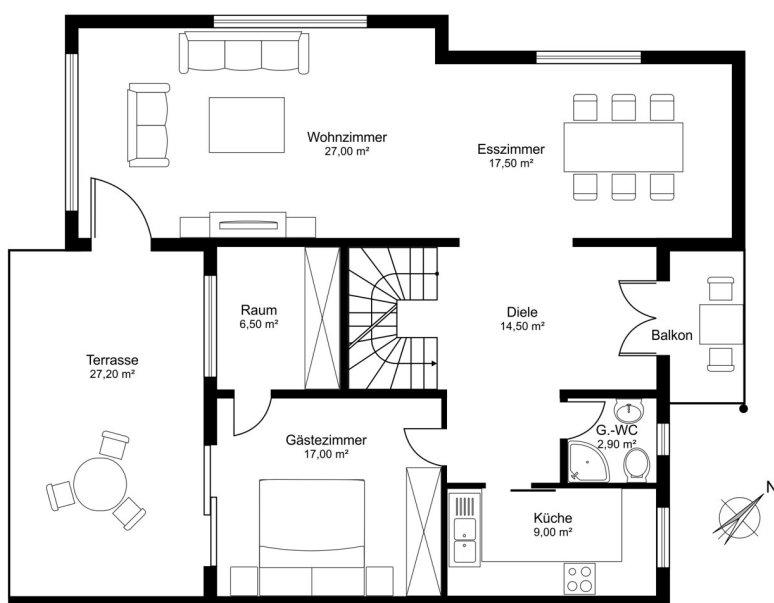 Wohnzimmer
27,00 m²
Esszimmer
17,50 m²
Raum
6,50 m²
Diele
14,50 m²
Balkon
Terrasse
27,20 m²
Gästezimmer
17,00 m²
G.-WC
2,90 m²
Küche
9,00 m²
N